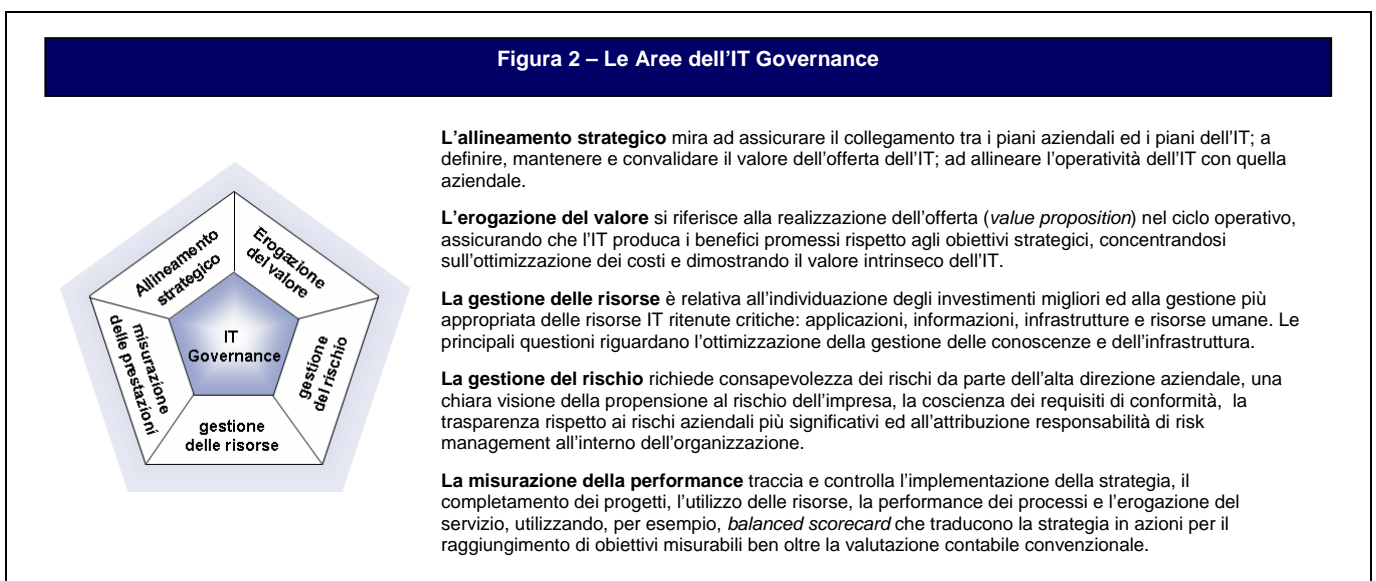 Figura 2 – Le Aree dell'IT Governance
Allineamento
strategico
Erogazione
del valore
misurazione
delle prestazioni
IT
Governance
gestione
del rischio
gestione
delle risorse
L'allineamento strategico mira ad assicurare il collegamento tra i piani aziendali ed i piani dell'IT; a
definire, mantenere e convalidare il valore dell'offerta dell'IT; ad allineare l'operatività dell'IT con quella
aziendale.
L'erogazione del valore si riferisce alla realizzazione dell'offerta (value proposition) nel ciclo operativo,
assicurando che l'IT produca i benefici promessi rispetto agli obiettivi strategici, concentrandosi
sull'ottimizzazione dei costi e dimostrando il valore intrinseco dell'IT.
La gestione delle risorse è relativa all'individuazione degli investimenti migliori ed alla gestione più
appropriata delle risorse IT ritenute critiche: applicazioni, informazioni, infrastrutture e risorse umane. Le
principali questioni riguardano l'ottimizzazione della gestione delle conoscenze e dell'infrastruttura.
La gestione del rischio richiede consapevolezza dei rischi da parte dell'alta direzione aziendale, una
chiara visione della propensione al rischio dell'impresa, la coscienza dei requisiti di conformità, la
trasparenza rispetto ai rischi aziendali più significativi ed all'attribuzione responsabilità di risk
management all'interno dell'organizzazione.
La misurazione della performance traccia e controlla l'implementazione della strategia, il
completamento dei progetti, l'utilizzo delle risorse, la performance dei processi e l'erogazione del
servizio, utilizzando, per esempio, balanced scorecard che traducono la strategia in azioni per il
raggiungimento di obiettivi misurabili ben oltre la valutazione contabile convenzionale.